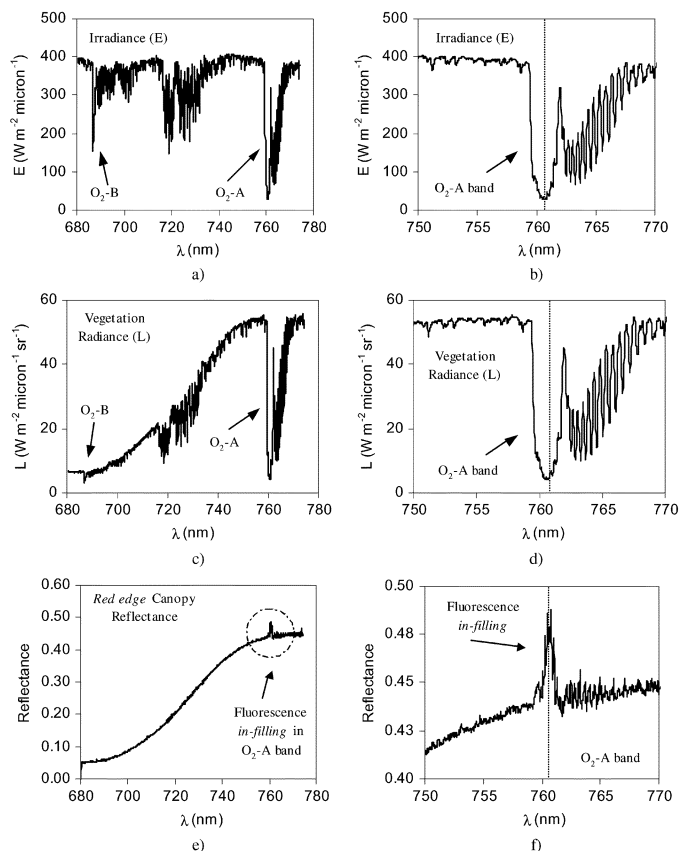 500
400
300
200
100
0
E (W m⁻² micron⁻¹)
Irradiance (E)
O₂-B
O₂-A
680 700 720 740 760 780
λ (nm)
a)
500
400
300
200
100
0
E (W m⁻² micron⁻¹)
Irradiance (E)
O₂-A band
750 755 760 765 770
λ (nm)
b)
60
40
20
0
L (W m⁻² micron⁻¹ sr⁻¹)
Vegetation
Radiance (L)
O₂-B
O₂-A
680 700 720 740 760 780
λ (nm)
c)
60
40
20
0
L (W m⁻² micron⁻¹ sr⁻¹)
Vegetation
Radiance (L)
O₂-A band
750 755 760 765 770
λ (nm)
d)
0.60
0.50
0.40
0.30
0.20
0.10
0.00
Reflectance
Red edge Canopy
Reflectance
Fluorescence
in-filling in
O₂-A band
680 700 720 740 760 780
λ (nm)
e)
0.50
0.48
0.45
0.43
0.40
Reflectance
Fluorescence
in-filling
O₂-A band
750 755 760 765 770
λ (nm)
f)